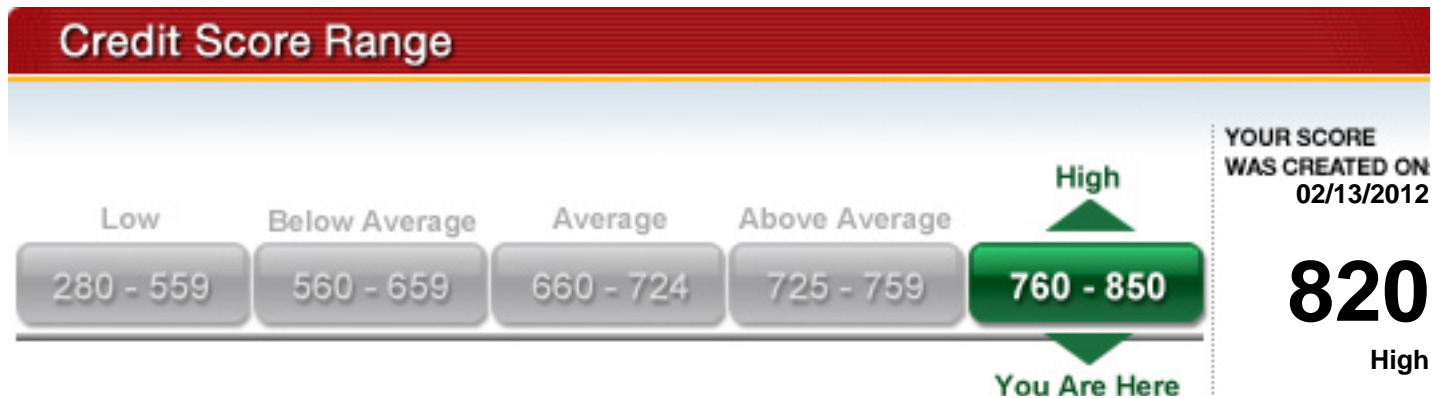 Credit Score Range
YOUR SCORE
WAS CREATED ON:
02/13/2012
High
Low Below Average Average Above Average
280 - 559 560 - 659 660 - 724 725 - 759 760 - 850
820
High
You Are Here